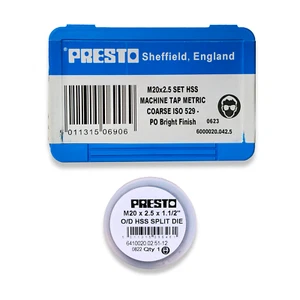 PRESTO
Sheffield, England
M20x2.5 SET HSS
MACHINE TAP METRIC
COARSE ISO 529 -
PO Bright Finish
0623
5 011315 06906
6000020.042.5
PRESTO
M20 x 2.5 x 1.1/2"
O/D HSS SPLIT DIE
6410020.02.51-12
0822 Qty 1